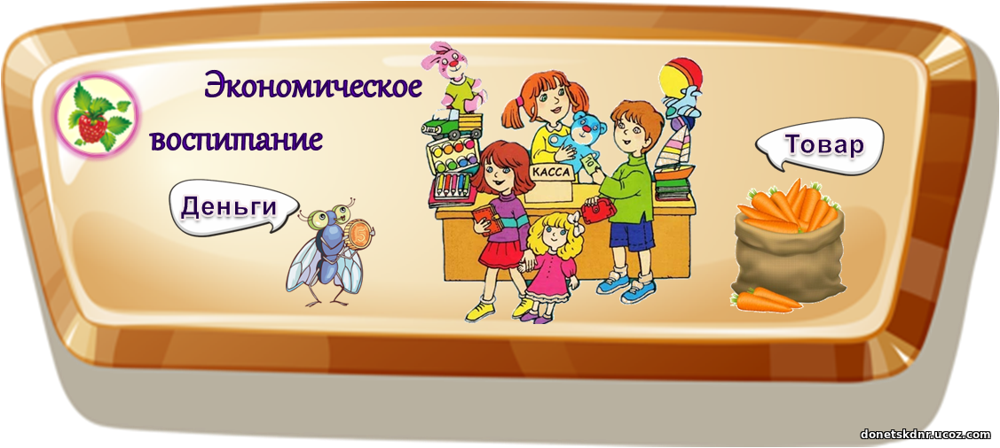 Экономическое
воспитание
Деньги
КАССА
Товар
donetskdnr.ucoz.com